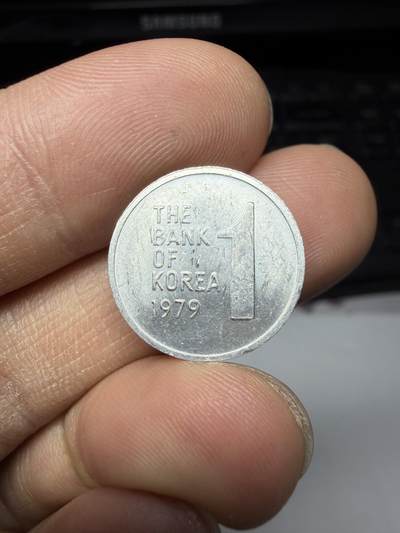 SAMSUNG
THE
BANK
OF
KOREA
1979
1